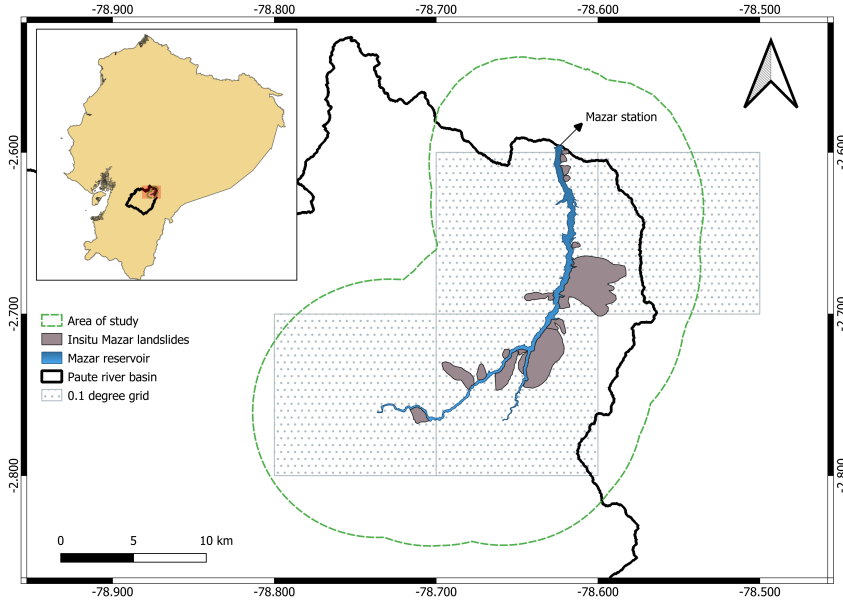 -78.900 -78.800 -78.700 -78.600 -78.500
Mazar station
-2.600 -2.600
-2.700 -2.700
Area of study
Insitu Mazar landslides
Mazar reservoir
Paute river basin
0.1 degree grid
-2.800 -2.800
0 5 10 km
-78.900 -78.800 -78.700 -78.600 -78.500